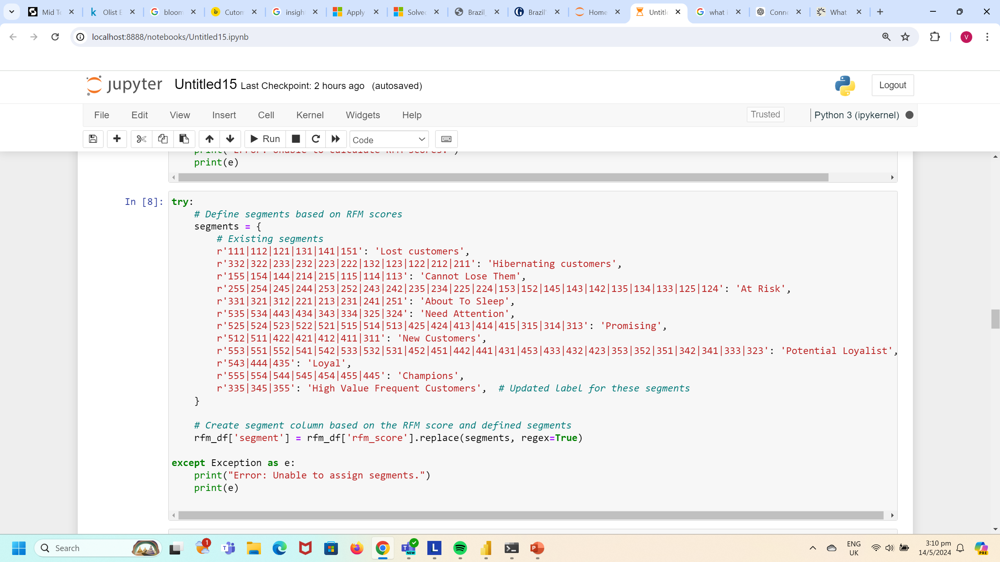 Mid Te
Olist E
bloom
Cutom
insigh
Apply
Solved
Brazil_
Brazil'
Home
Untitle
what i
Conne
What
localhost:8888/notebooks/Untitled15.ipynb
V
jupyter Untitled15 Last Checkpoint: 2 hours ago (autosaved)
Logout
File Edit View Insert Cell Kernel Widgets Help
Trusted
Python 3 (ipykernel)
Run
Code
print("Error: Unable to calculate RFM scores.")
print(e)
In [8]:
try:
# Define segments based on RFM scores
segments = {
# Existing segments
r'111|112|121|131|141|151': 'Lost customers',
r'332|322|233|232|223|222|132|123|122|212|211': 'Hibernating customers',
r'155|154|144|214|215|115|114|113': 'Cannot Lose Them',
r'255|254|245|244|253|252|243|242|235|234|225|224|153|152|145|143|142|135|134|133|125|124': 'At Risk',
r'331|321|312|221|213|231|241|251': 'About To Sleep',
r'535|534|443|434|343|334|325|324': 'Need Attention',
r'525|524|523|522|521|515|514|513|425|424|413|414|415|315|314|313': 'Promising',
r'512|511|422|421|412|411|311': 'New Customers',
r'553|551|552|541|542|533|532|531|452|451|442|441|431|453|433|432|423|353|352|351|342|341|333|323': 'Potential Loyalist',
r'543|444|435': 'Loyal',
r'555|554|544|545|454|455|445': 'Champions',
r'335|345|355': 'High Value Frequent Customers', # Updated label for these segments
}
# Create segment column based on the RFM score and defined segments
rfm_df['segment'] = rfm_df['rfm_score'].replace(segments, regex=True)
except Exception as e:
print("Error: Unable to assign segments.")
print(e)
Search
1
NEW
L
P
ENG
UK
3:10 pm
14/5/2024
PRE